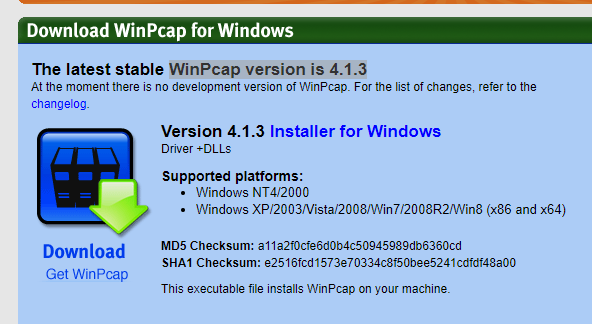 Download WinPcap for Windows
The latest stable WinPcap version is 4.1.3
At the moment there is no development version of WinPcap. For the list of changes, refer to the
changelog.
Version 4.1.3 Installer for Windows
Driver +DLLs
Supported platforms:
• Windows NT4/2000
• Windows XP/2003/Vista/2008/Win7/2008R2/Win8 (x86 and x64)
MD5 Checksum: a11a2f0cfe6d0b4c50945989db6360cd
SHA1 Checksum: e2516fcd1573e70334c8f50bee5241cdfdf48a00
This executable file installs WinPcap on your machine.
Download
Get WinPcap